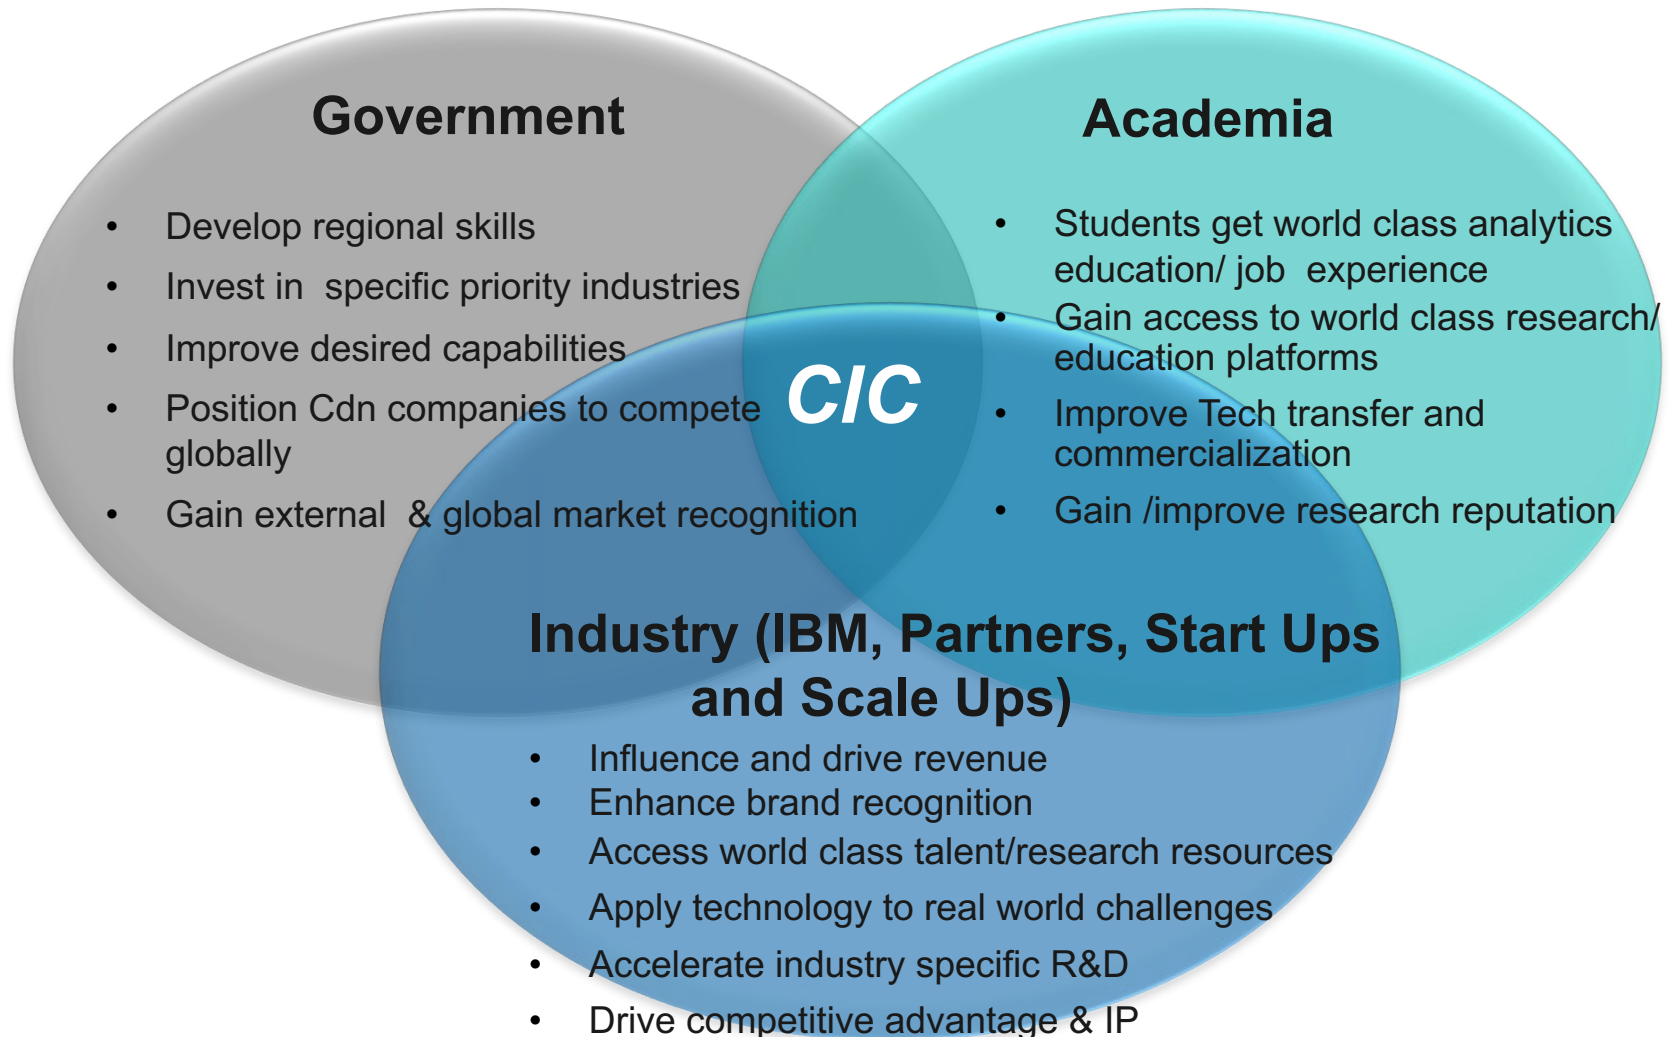 Government
• Develop regional skills
• Invest in  specific priority industries
• Improve desired capabilities
• Position Cdn companies to compete
globally
• Gain external  & global market recognition
Academia
• Students get world class analytics
education/ job  experience
• Gain access to world class research/
education platforms
• Improve Tech transfer and
commercialization
• Gain /improve research reputation
CIC
Industry (IBM, Partners, Start Ups
and Scale Ups)
• Influence and drive revenue
• Enhance brand recognition
• Access world class talent/research resources
• Apply technology to real world challenges
• Accelerate industry specific R&D
• Drive competitive advantage & IP